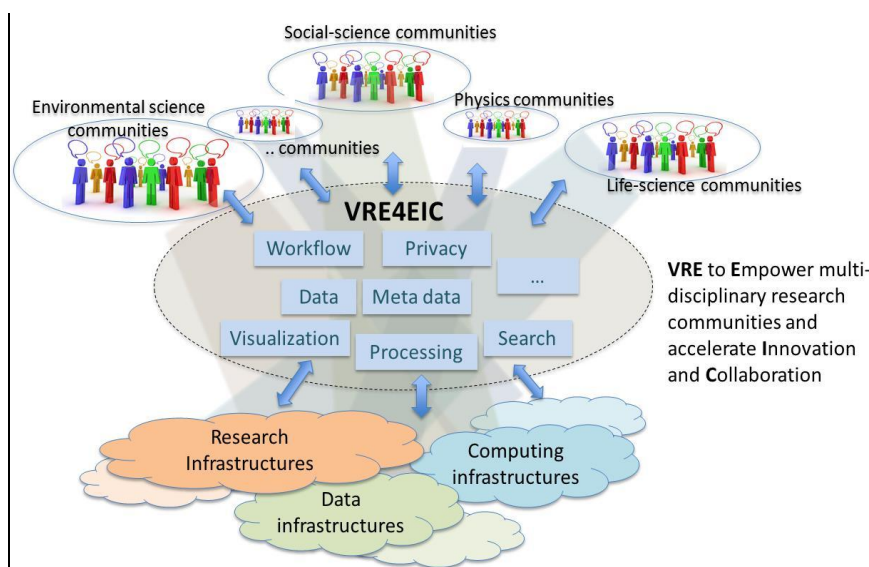 Social-science communities
Environmental science
communities
Physics communities
.. communities
Life-science communities
VRE4EIC
Workflow
Privacy
...
Data
Meta data
Visualization
Processing
Search
VRE to Empower multi-
disciplinary research
communities and
accelerate Innovation
and Collaboration
Research
Infrastructures
Computing
infrastructures
Data
infrastructures